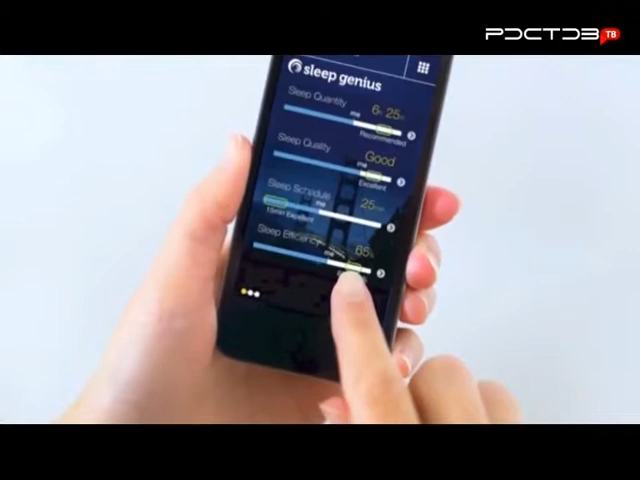 РОСТОВ ТВ
sleep genius
Sleep Quantity
6h 25m
me
Recommended
Sleep Quality
Good
me
Excellent
Sleep Schedule
25min
me
15min Excellent
Sleep Efficiency
65%
me